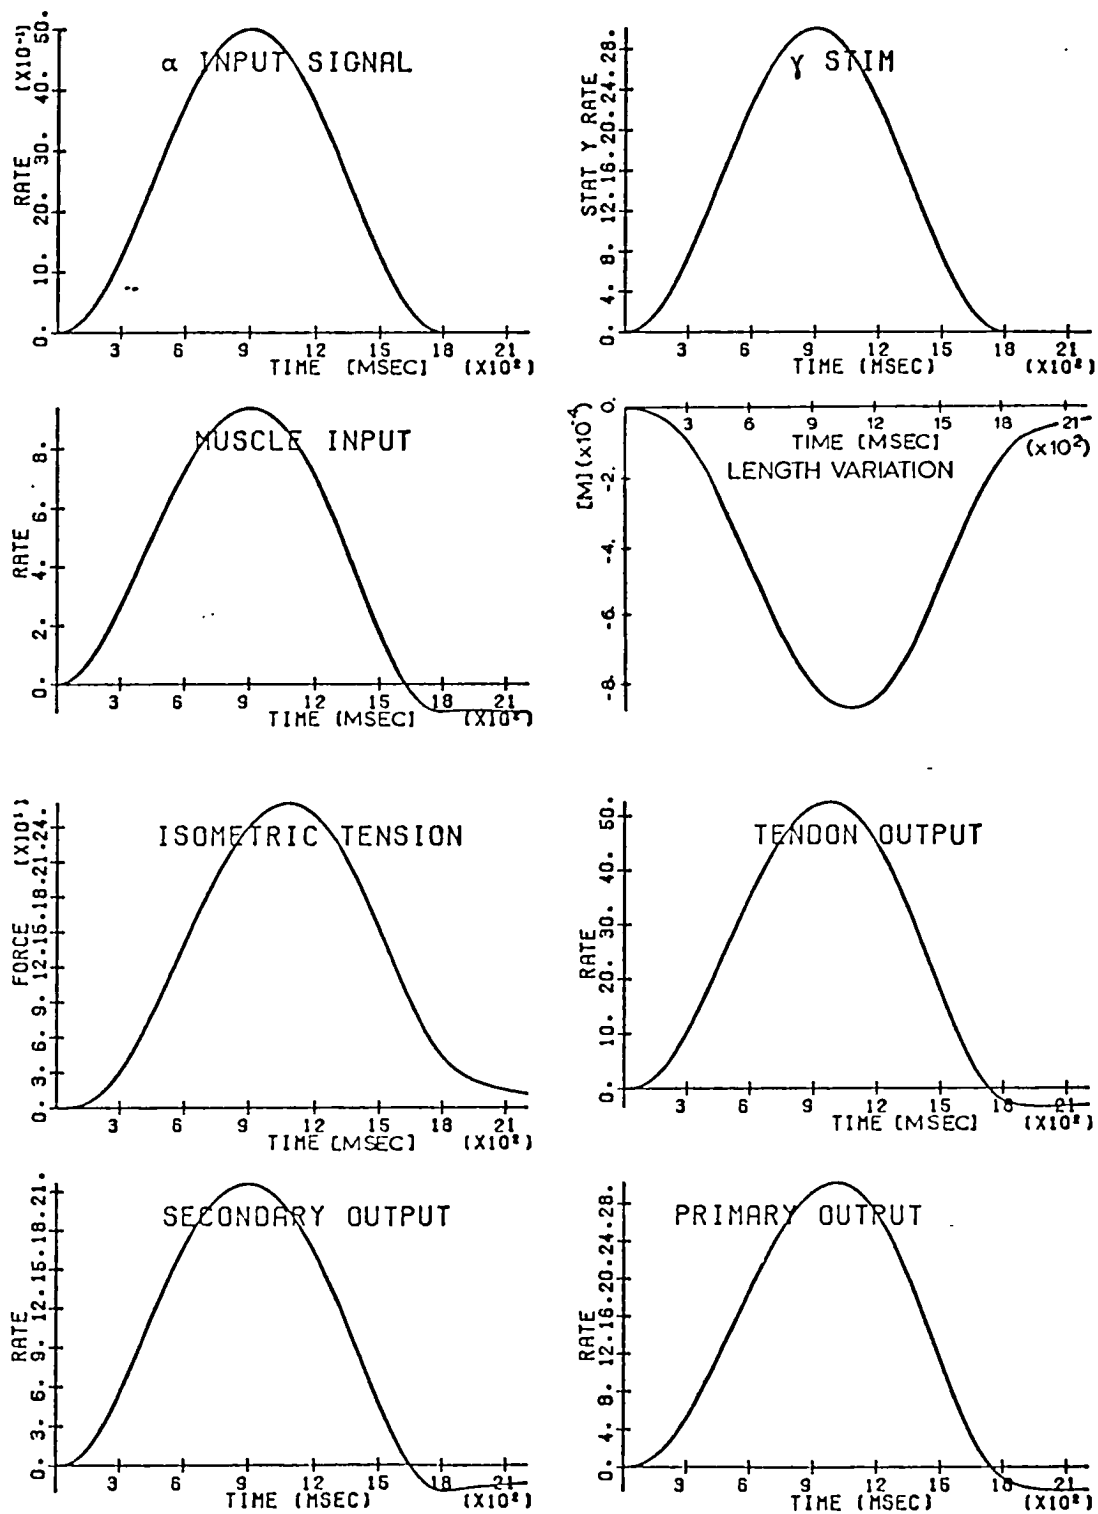 α INPUT SIGNAL
RATE (X10⁻¹)
0. 10. 20. 30. 40. 50.
3 6 9 12 15 18 21
TIME [MSEC] (X10²)
γ STIM
STAT γ RATE
0. 4. 8. 12. 16. 20. 24. 28.
3 6 9 12 15 18 21
TIME [MSEC] (X10²)
MUSCLE INPUT
RATE
0. 2. 4. 6. 8.
3 6 9 12 15 18 21
TIME [MSEC] (X10²)
[M] (x10⁻⁴)
0. -2. -4. -6. -8.
3 6 9 12 15 18 21
TIME [MSEC] (x10²)
LENGTH VARIATION
ISOMETRIC TENSION
FORCE (X10¹)
0. 3. 6. 9. 12. 15. 18. 21. 24.
3 6 9 12 15 18 21
TIME [MSEC] (X10²)
TENDON OUTPUT
RATE
0. 10. 20. 30. 40. 50.
3 6 9 12 15 18 21
TIME [MSEC] (X10²)
SECONDARY OUTPUT
RATE
0. 3. 6. 9. 12. 15. 18. 21.
3 6 9 12 15 18 21
TIME [MSEC] (X10²)
PRIMARY OUTPUT
RATE
0. 4. 8. 12. 16. 20. 24. 28.
3 6 9 12 15 18 21
TIME [MSEC] (X10²)